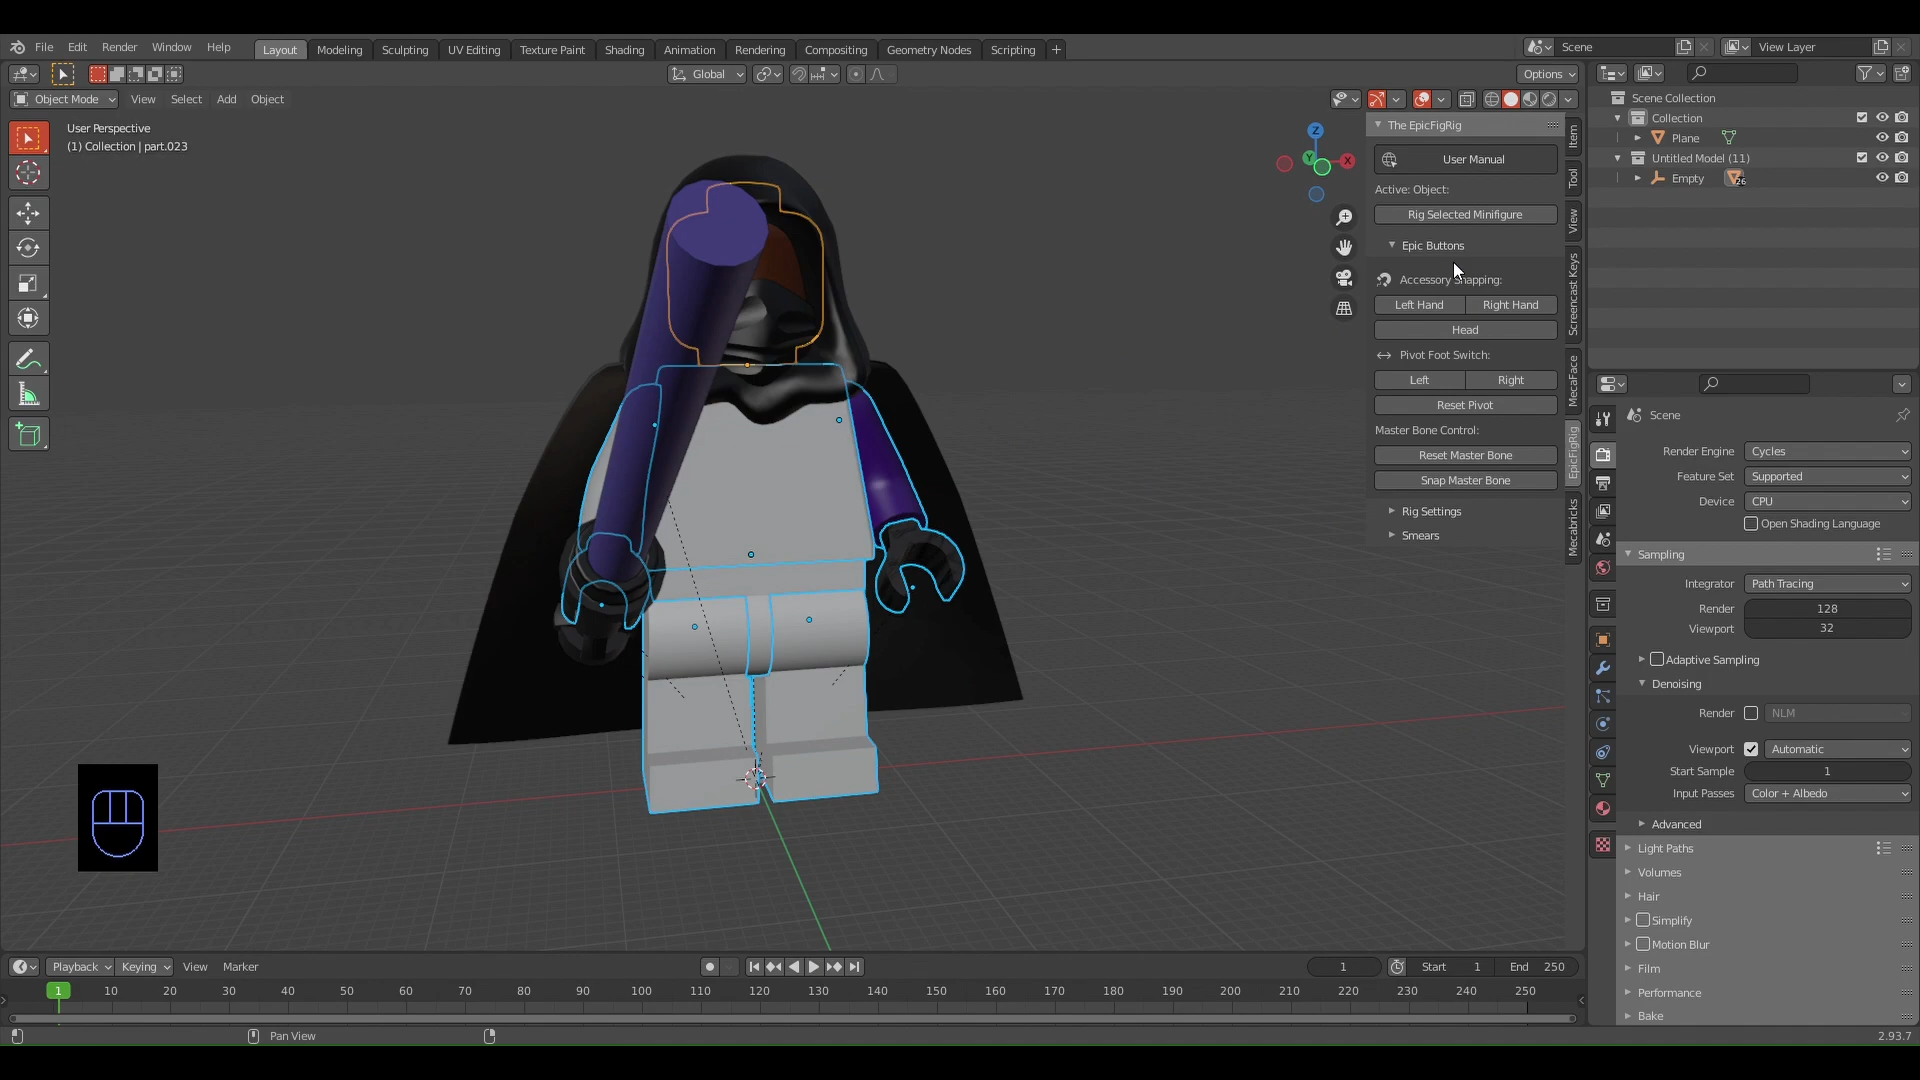 File Edit Render Window Help Layout Modeling Sculpting UV Editing Texture Paint Shading Animation Rendering Compositing Geometry Nodes Scripting + Scene View Layer
Global Options
Object Mode View Select Add Object
User Perspective
(1) Collection | part.023
Z
Y
X
The EpicFigRig
User Manual
Active: Object:
Rig Selected Minifigure
Epic Buttons
Accessory Snapping:
Left Hand Right Hand
Head
Pivot Foot Switch:
Left Right
Reset Pivot
Master Bone Control:
Reset Master Bone
Snap Master Bone
Rig Settings
Smears
Item
Tool
View
Screencast Keys
MecaFace
EpicFigRig
Mecabricks
Scene Collection
Collection
Plane
Untitled Model (11)
Empty 26
Scene
Render Engine Cycles
Feature Set Supported
Device CPU
Open Shading Language
Sampling
Integrator Path Tracing
Render 128
Viewport 32
Adaptive Sampling
Denoising
Render NLM
Viewport Automatic
Start Sample 1
Input Passes Color + Albedo
Advanced
Light Paths
Volumes
Hair
Simplify
Motion Blur
Film
Performance
Bake
Playback Keying View Marker 1 Start 1 End 250
1 10 20 30 40 50 60 70 80 90 100 110 120 130 140 150 160 170 180 190 200 210 220 230 240 250
Pan View 2.93.7